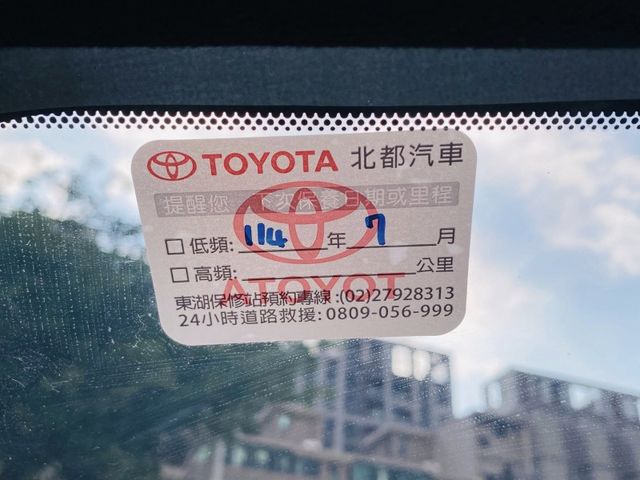 TOYOTA 北都汽車
提醒您 下次保養日期或里程
□低頻: 114 年 7 月
□高頻: 公里
東湖保修站預約專線:(02)27928313
24小時道路救援:0809-056-999